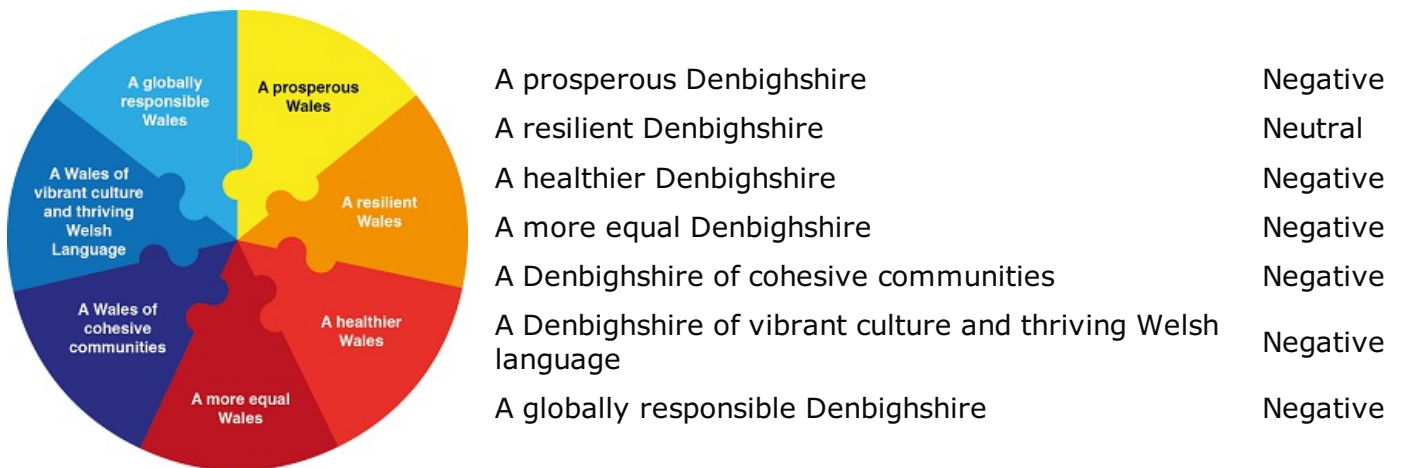 A globally
responsible
Wales
A prosperous
Wales
A resilient
Wales
A healthier
Wales
A more equal
Wales
A Wales of
cohesive
communities
A Wales of
vibrant culture
and thriving
Welsh
Language
A prosperous Denbighshire Negative
A resilient Denbighshire Neutral
A healthier Denbighshire Negative
A more equal Denbighshire Negative
A Denbighshire of cohesive communities Negative
A Denbighshire of vibrant culture and thriving Welsh
language Negative
A globally responsible Denbighshire Negative